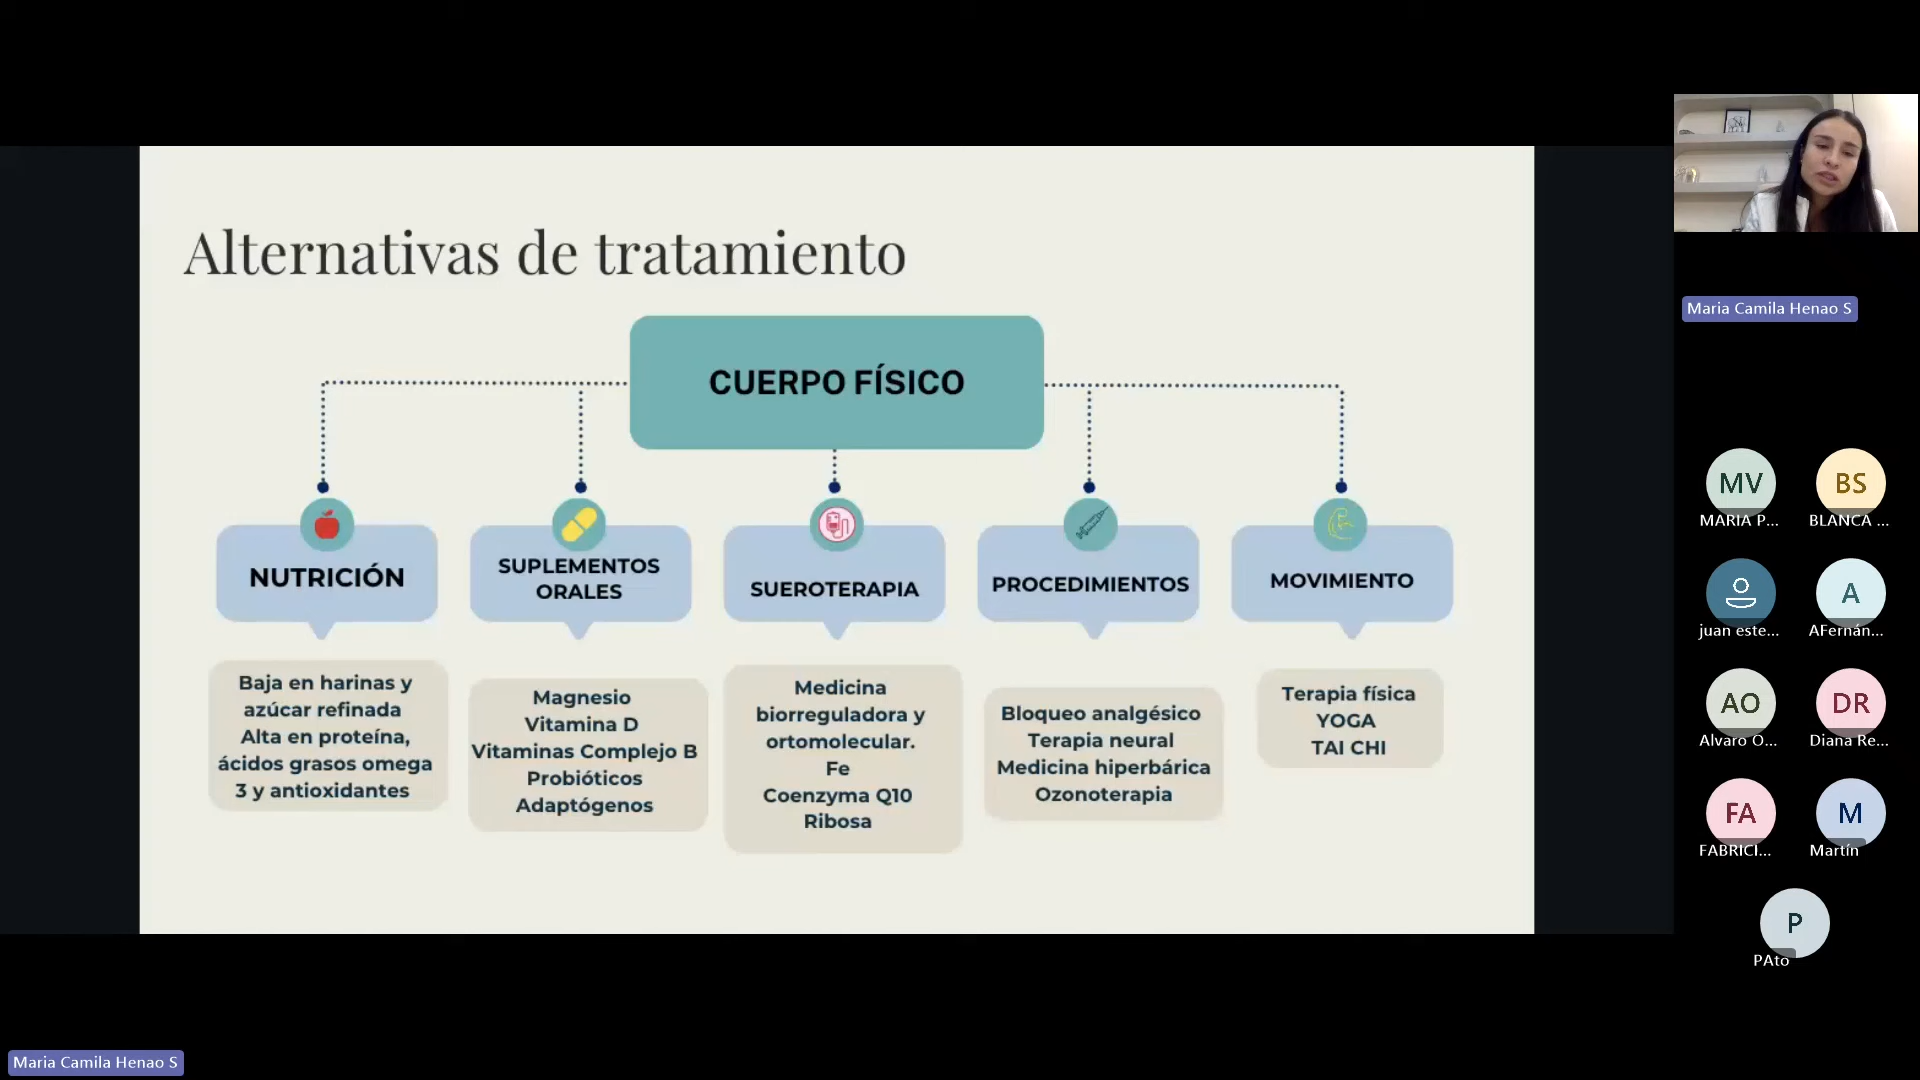 Alternativas de tratamiento
CUERPO FÍSICO
NUTRICIÓN
Baja en harinas y
azúcar refinada
Alta en proteína,
ácidos grasos omega
3 y antioxidantes
SUPLEMENTOS
ORALES
Magnesio
Vitamina D
Vitaminas Complejo B
Probióticos
Adaptógenos
SUEROTERAPIA
Medicina
biorreguladora y
ortomolecular.
Fe
Coenzyma Q10
Ribosa
PROCEDIMIENTOS
Bloqueo analgésico
Terapia neural
Medicina hiperbárica
Ozonoterapia
MOVIMIENTO
Terapia física
YOGA
TAI CHI
Maria Camila Henao S
MV
MARIA P...
BS
BLANCA ...
juan este...
A
AFernán...
AO
Alvaro O...
DR
Diana Re...
FA
FABRICI...
M
Martín
P
PAto
Maria Camila Henao S